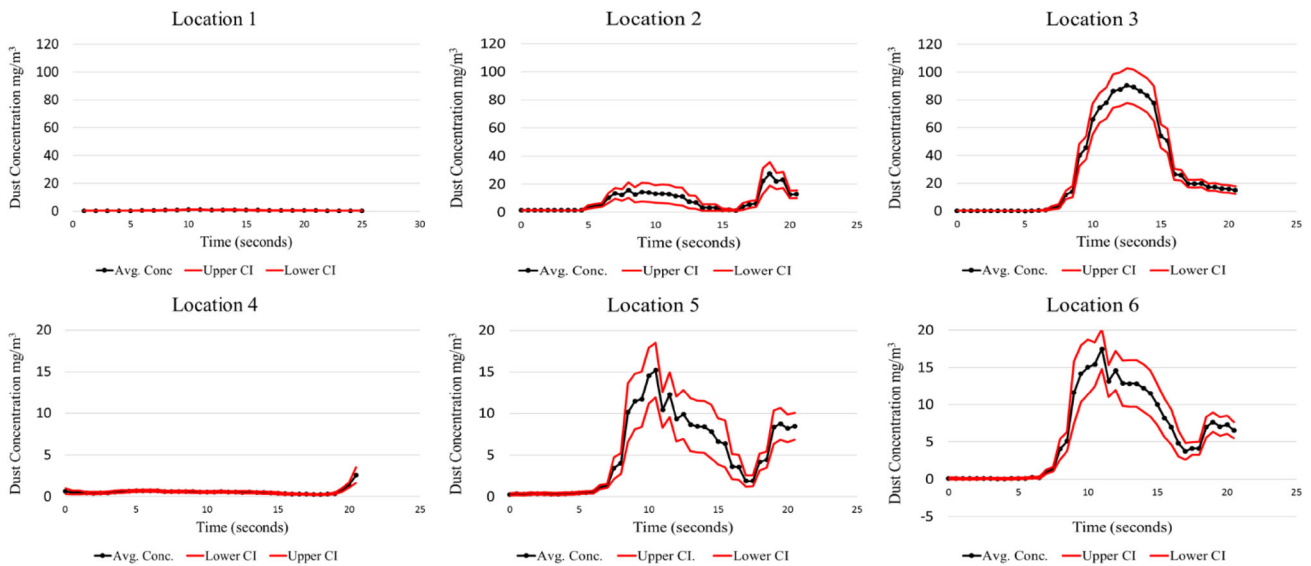 Location 1
Dust Concentration mg/m³
120
100
80
60
40
20
0
0 5 10 15 20 25 30
Time (seconds)
Avg. Conc Upper CI Lower CI
Location 2
Dust Concentration mg/m³
120
100
80
60
40
20
0
0 5 10 15 20 25
Time (seconds)
Avg. Conc. Upper CI Lower CI
Location 3
Dust Concentration mg/m³
120
100
80
60
40
20
0
0 5 10 15 20 25
Time (seconds)
Avg. Conc. Upper CI Lower CI
Location 4
Dust Concentration mg/m³
20
15
10
5
0
0 5 10 15 20 25
Time (seconds)
Avg. Conc. Lower CI Upper CI
Location 5
Dust Concentration mg/m³
20
15
10
5
0
0 5 10 15 20 25
Time (seconds)
Avg. Conc. Upper CI. Lower CI
Location 6
Dust Concentration mg/m³
20
15
10
5
0
-5
0 5 10 15 20 25
Time (seconds)
Avg. Conc. Upper CI Lower CI